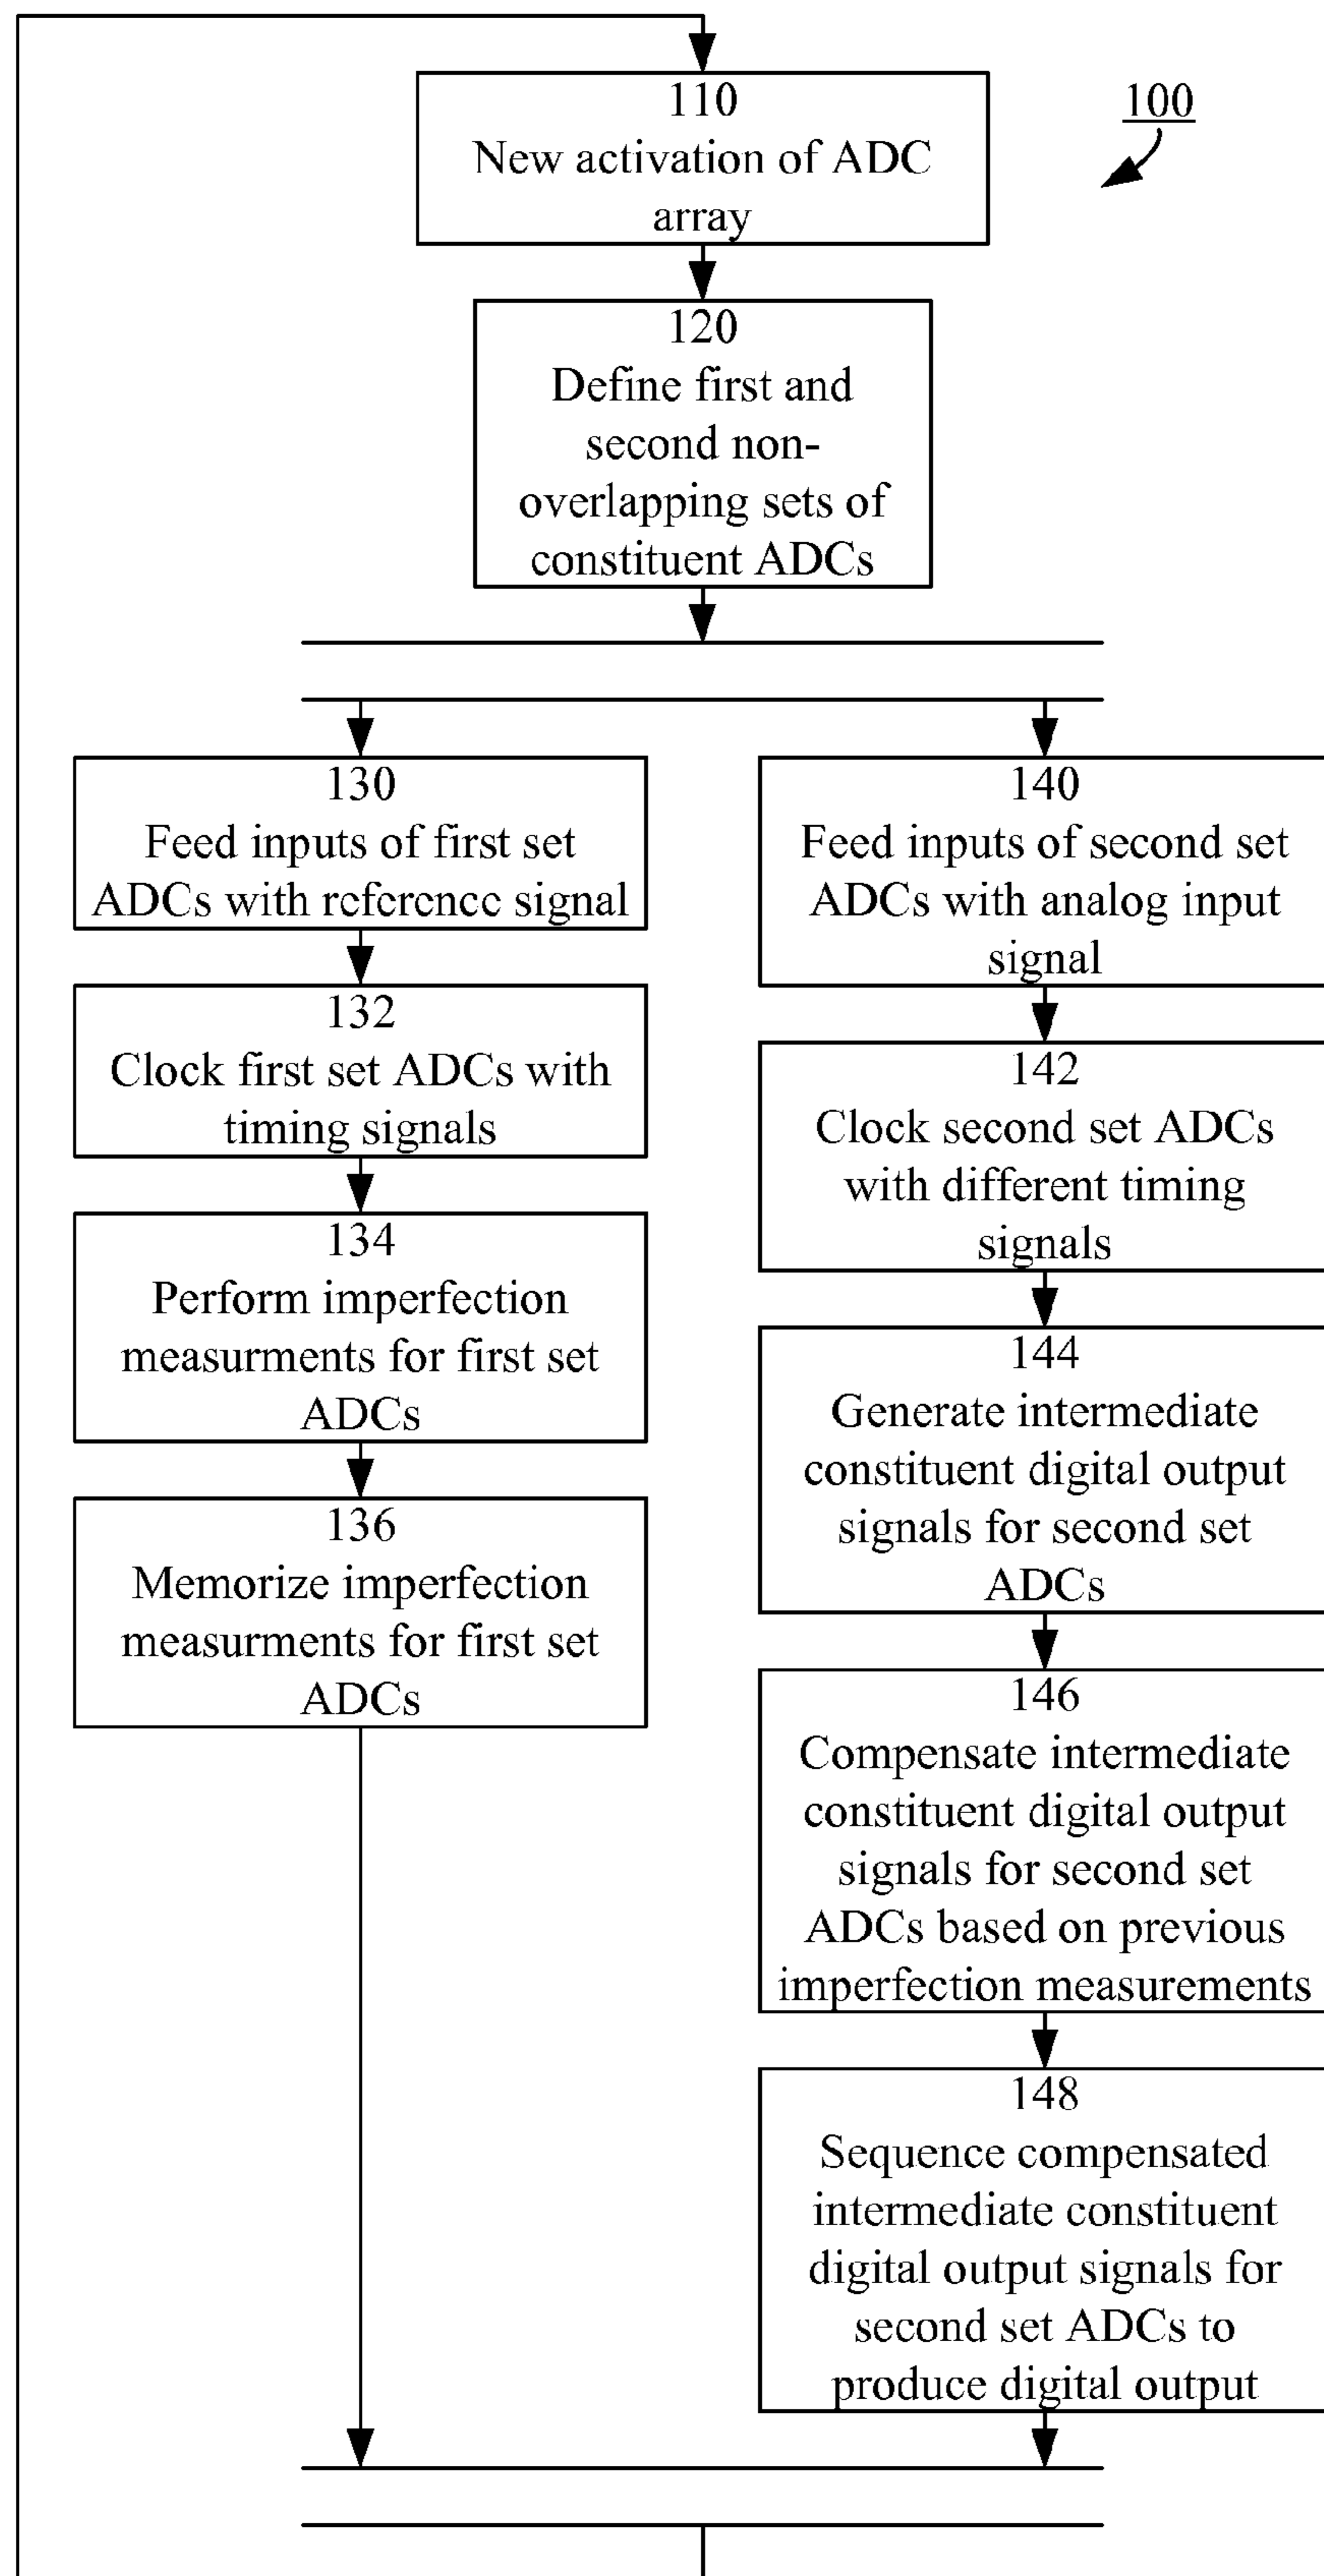 100
110
New activation of ADC
array
120
Define first and
second non-
overlapping sets of
constituent ADCs
130
Feed inputs of first set
ADCs with reference signal
132
Clock first set ADCs with
timing signals
134
Perform imperfection
measurments for first set
ADCs
136
Memorize imperfection
measurments for first set
ADCs
140
Feed inputs of second set
ADCs with analog input
signal
142
Clock second set ADCs
with different timing
signals
144
Generate intermediate
constituent digital output
signals for second set
ADCs
146
Compensate intermediate
constituent digital output
signals for second set
ADCs based on previous
imperfection measurements
148
Sequence compensated
intermediate constituent
digital output signals for
second set ADCs to
produce digital output